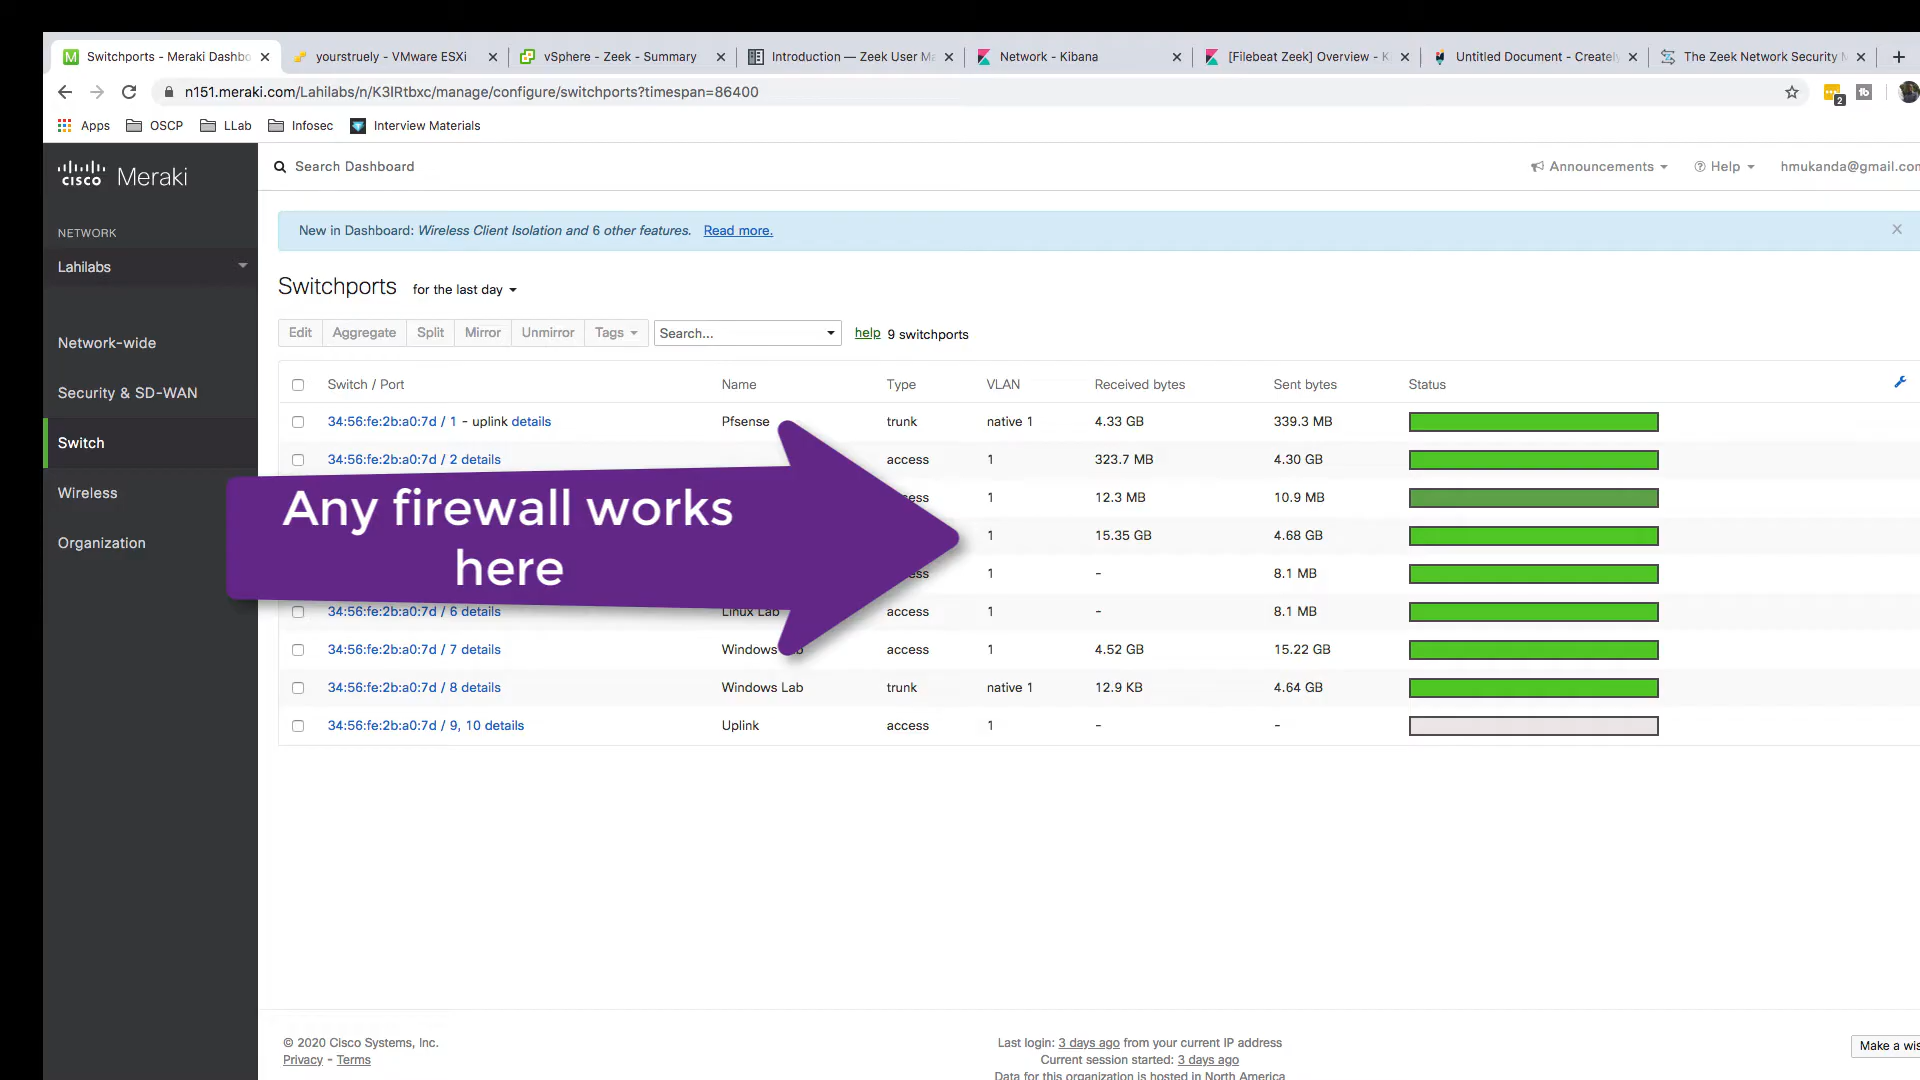 Switchports - Meraki Dashbo
yourstruely - VMware ESXi
vSphere - Zeek - Summary
Introduction — Zeek User Ma
Network - Kibana
[Filebeat Zeek] Overview - K
Untitled Document - Creately
The Zeek Network Security M
n151.meraki.com/Lahilabs/n/K3IRtbxc/manage/configure/switchports?timespan=86400
2
Apps OSCP LLab Infosec Interview Materials
cisco Meraki
Search Dashboard
Announcements Help hmukanda@gmail.com
NETWORK
Lahilabs
Network-wide
Security & SD-WAN
Switch
Wireless
Organization
New in Dashboard: Wireless Client Isolation and 6 other features. Read more.
Switchports for the last day
Edit Aggregate Split Mirror Unmirror Tags Search... help 9 switchports
Switch / Port Name Type VLAN Received bytes Sent bytes Status
34:56:fe:2b:a0:7d / 1 - uplink details Pfsense trunk native 1 4.33 GB 339.3 MB
34:56:fe:2b:a0:7d / 2 details access 1 323.7 MB 4.30 GB
1 12.3 MB 10.9 MB
1 15.35 GB 4.68 GB
1 - 8.1 MB
34:56:fe:2b:a0:7d / 6 details Linux Lab access 1 - 8.1 MB
34:56:fe:2b:a0:7d / 7 details Windows access 1 4.52 GB 15.22 GB
34:56:fe:2b:a0:7d / 8 details Windows Lab trunk native 1 12.9 KB 4.64 GB
34:56:fe:2b:a0:7d / 9, 10 details Uplink access 1 - -
Any firewall works
here
© 2020 Cisco Systems, Inc.
Privacy - Terms
Last login: 3 days ago from your current IP address
Current session started: 3 days ago
Data for this organization is hosted in North America
Make a wis